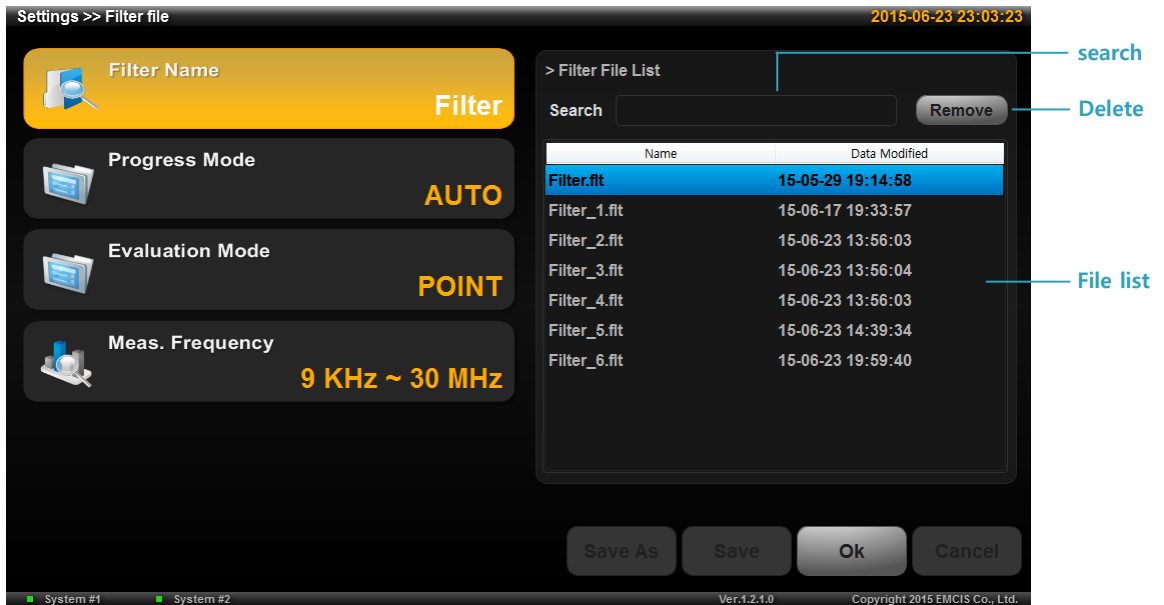 Settings >> Filter file
2015-06-23 23:03:23
Filter Name
Filter
Progress Mode
AUTO
Evaluation Mode
POINT
Meas. Frequency
9 KHz ~ 30 MHz
> Filter File List
Search
Remove
Name Data Modified
Filter.flt 15-05-29 19:14:58
Filter_1.flt 15-06-17 19:33:57
Filter_2.flt 15-06-23 13:56:03
Filter_3.flt 15-06-23 13:56:04
Filter_4.flt 15-06-23 13:56:03
Filter_5.flt 15-06-23 14:39:34
Filter_6.flt 15-06-23 19:59:40
search
Delete
File list
Save As Save Ok Cancel
System #1 System #2 Ver.1.2.1.0 Copyright 2015 EMCIS Co., Ltd.